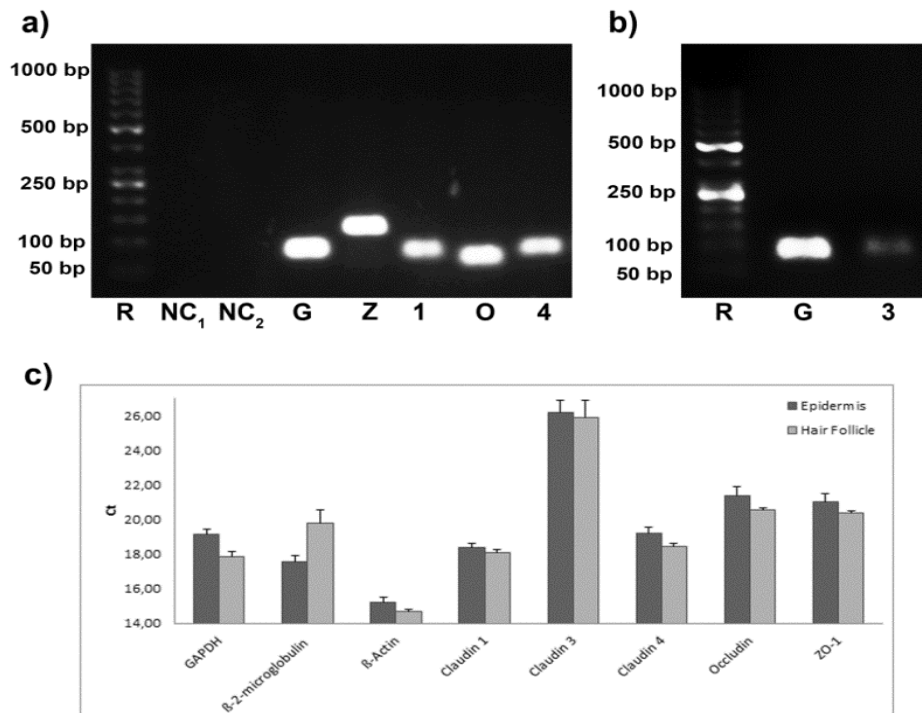 a)
1000 bp
500 bp
250 bp
100 bp
50 bp
R NC1 NC2 G Z 1 O 4
b)
1000 bp
500 bp
250 bp
100 bp
50 bp
R G 3
c)
26,00
24,00
22,00
20,00
18,00
16,00
14,00
Ct
Epidermis
Hair Follicle
GAPDH
ß-2-microglobulin
ß-Actin
Claudin 1
Claudin 3
Claudin 4
Occludin
ZO-1